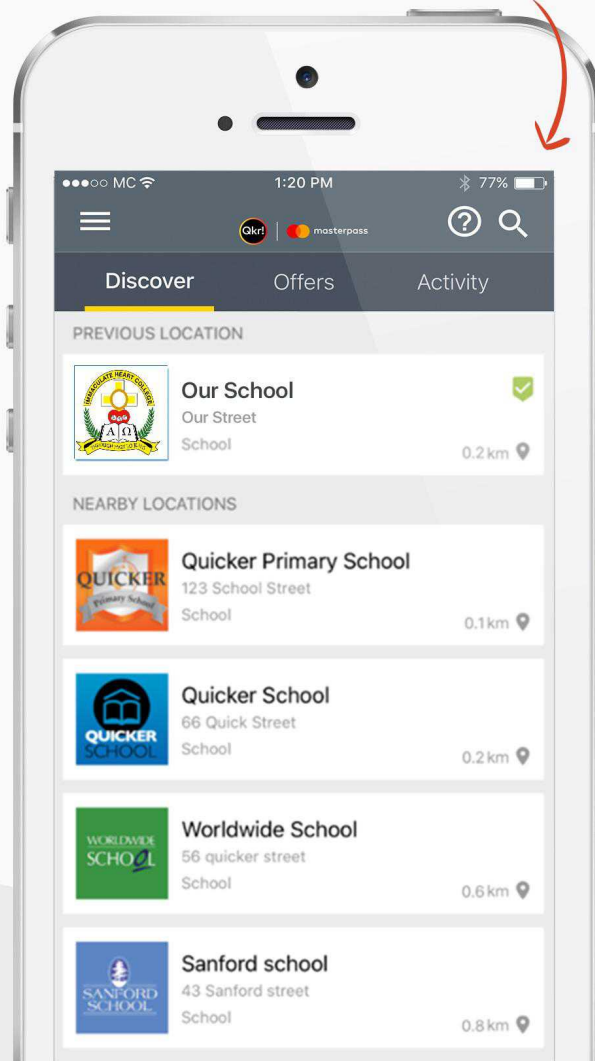 MC
1:20 PM
77%
Qkr!
masterpass
Discover
Offers
Activity
PREVIOUS LOCATION
IMMACULATE HEART COLLEGE
Α Ω
Our School
Our Street
School
0.2 km
NEARBY LOCATIONS
QUICKER
Primary School
Quicker Primary School
123 School Street
School
0.1 km
QUICKER
SCHOOL
Quicker School
66 Quick Street
School
0.2 km
WORLDWIDE
SCHOOL
Worldwide School
56 quicker street
School
0.6 km
SANFORD
SCHOOL
Sanford school
43 Sanford street
School
0.8 km